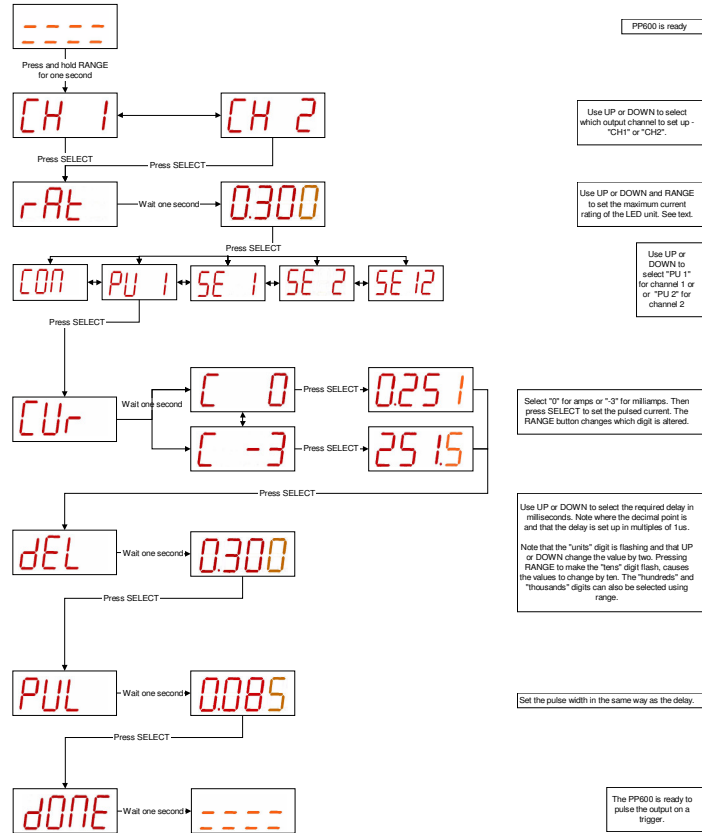 PP600 is ready
Press and hold RANGE
for one second
CH 1
CH 2
Use UP or DOWN to select
which output channel to set up -
"CH1" or "CH2".
Press SELECT
Press SELECT
rAt
Wait one second
0.300
Use UP or DOWN and RANGE
to set the maximum current
rating of the LED unit. See text.
Press SELECT
CON
PU 1
SE 1
SE 2
SE 12
Use UP or
DOWN to
select "PU 1"
for channel 1 or
or "PU 2" for
channel 2
Press SELECT
CUr
Wait one second
C 0
Press SELECT
0.251
C -3
Press SELECT
251.5
Select "0" for amps or "-3" for milliamps. Then
press SELECT to set the pulsed current. The
RANGE button changes which digit is altered.
Press SELECT
dEL
Wait one second
0.300
Use UP or DOWN to select the required delay in
milliseconds. Note where the decimal point is
and that the delay is set up in multiples of 1us.
Note that the "units" digit is flashing and that UP
or DOWN change the value by two. Pressing
RANGE to make the "tens" digit flash, causes
the values to change by ten. The "hundreds" and
"thousands" digits can also be selected using
range.
Press SELECT
PUL
Wait one second
0.085
Set the pulse width in the same way as the delay.
Press SELECT
dONE
Wait one second
The PP600 is ready to
pulse the output on a
trigger.